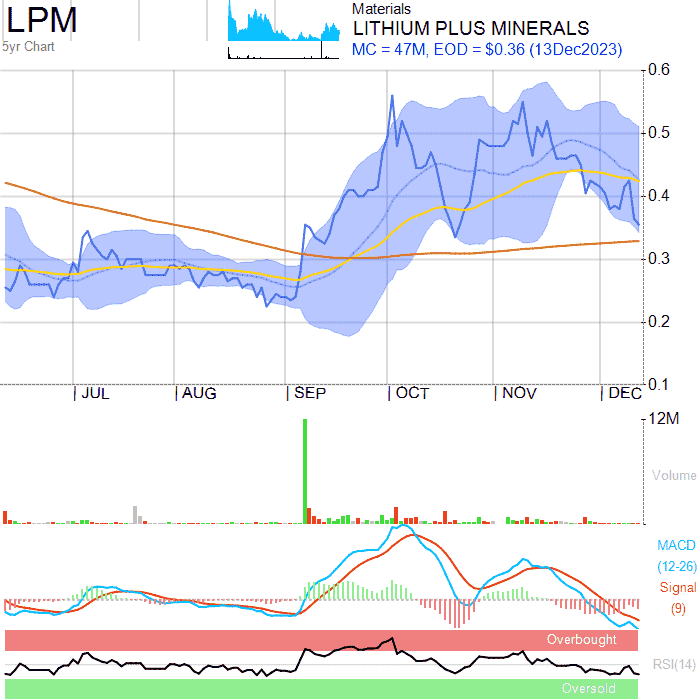 LPM
5yr Chart
Materials
LITHIUM PLUS MINERALS
MC = 47M, EOD = $0.36 (13Dec2023)
0.6
0.5
0.4
0.3
0.2
0.1
JUL AUG SEP OCT NOV DEC
12M
Volume
MACD
(12-26)
Signal
(9)
Overbought
RSI(14)
Oversold